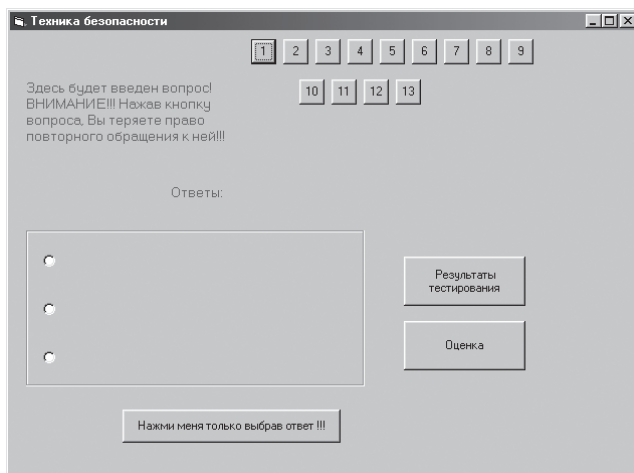 Техника безопасности
1 2 3 4 5 6 7 8 9
10 11 12 13
Здесь будет введен вопрос!
ВНИМАНИЕ!!! Нажав кнопку
вопроса, Вы теряете право
повторного обращения к ней!!!
Ответы:
Результаты
тестирования
Оценка
Нажми меня только выбрав ответ !!!